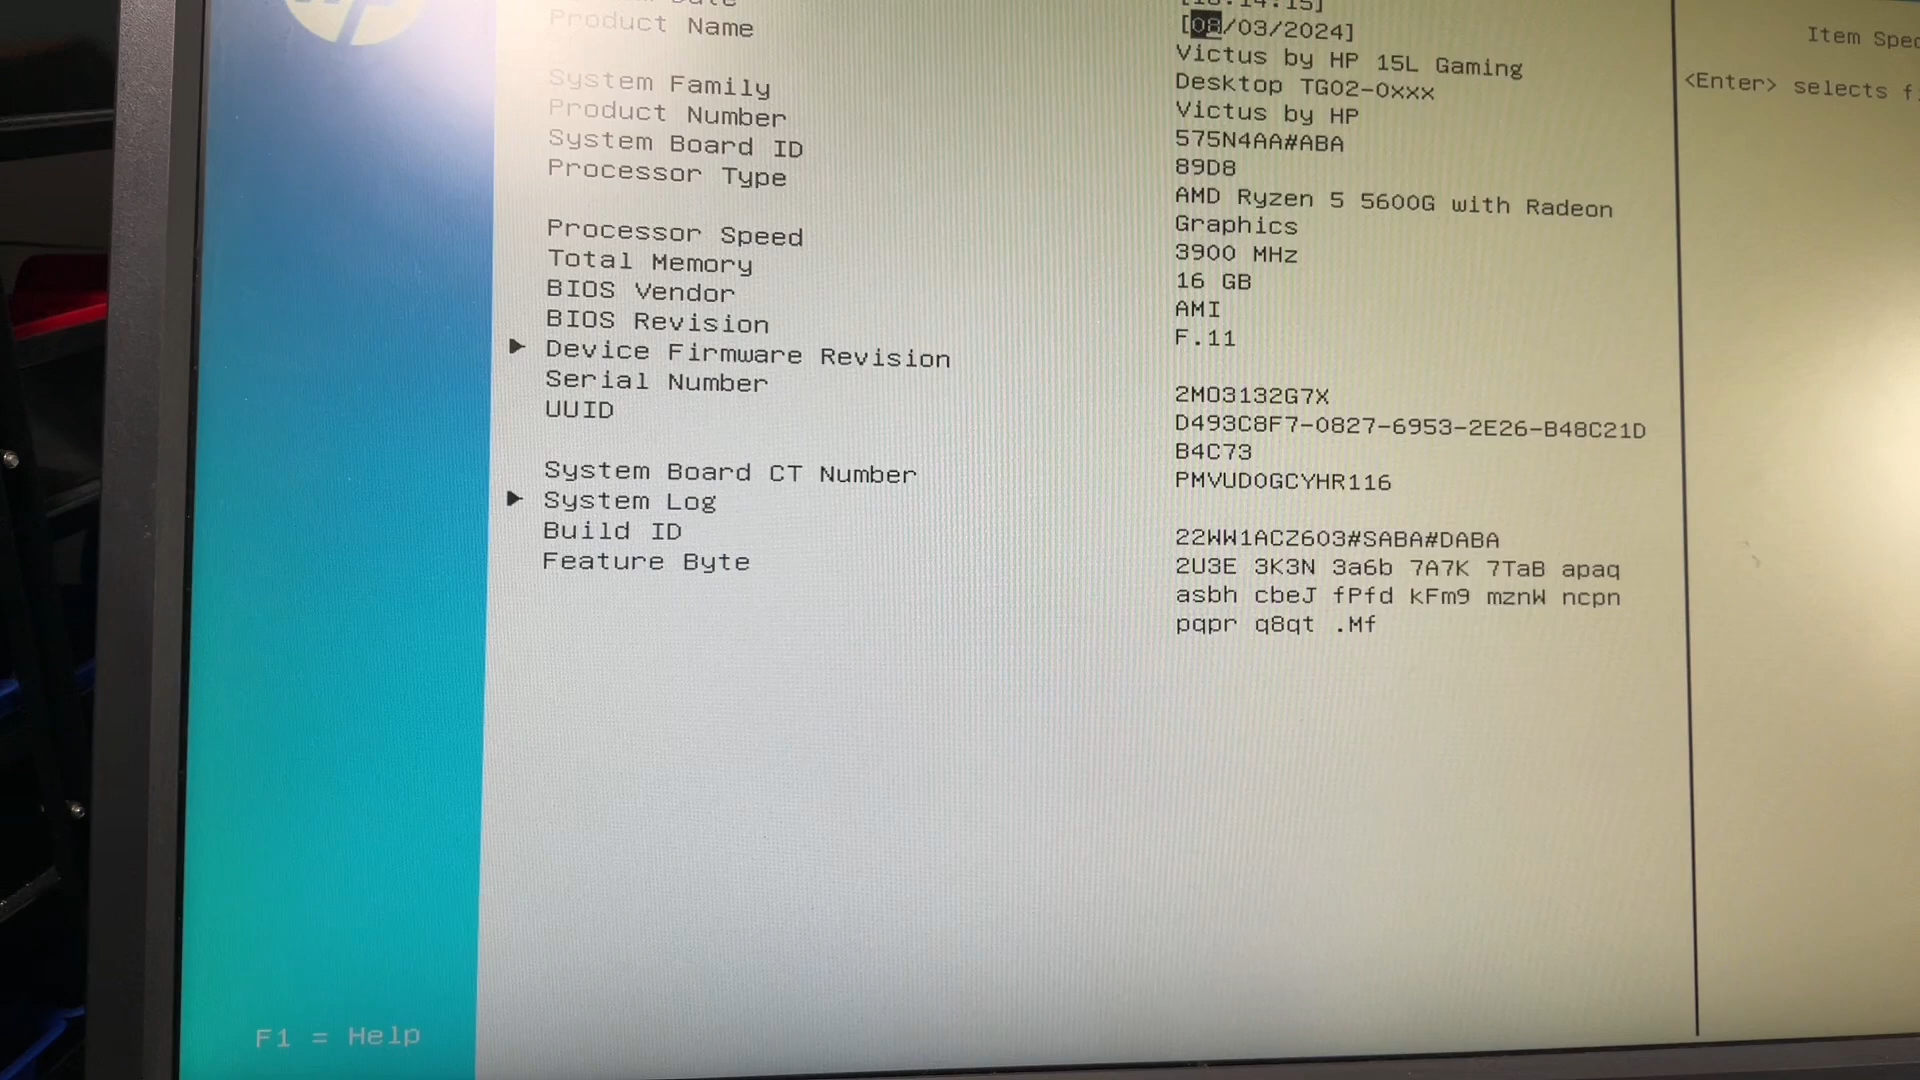 [18:14:15]
Product Name [08/03/2024]
Victus by HP 15L Gaming
System Family Desktop TG02-0xxx
Product Number Victus by HP
System Board ID 575N4AA#ABA
Processor Type 89D8
AMD Ryzen 5 5600G with Radeon
Processor Speed Graphics
Total Memory 3900 MHz
BIOS Vendor 16 GB
BIOS Revision AMI
Device Firmware Revision F.11
Serial Number 2M03132G7X
UUID D493C8F7-0827-6953-2E26-B48C21D
B4C73
System Board CT Number PMVUD0GCYHR116
System Log
Build ID 22WW1ACZ603#SABA#DABA
Feature Byte 2U3E 3K3N 3a6b 7A7K 7TaB apaq
asbh cbeJ fPfd kFm9 mznW ncpn
pqpr q8qt .Mf
Item Spec
<Enter> selects f
F1 = Help